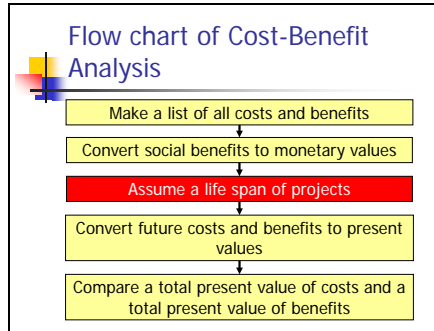 Flow chart of Cost-Benefit
Analysis
Make a list of all costs and benefits
Convert social benefits to monetary values
Assume a life span of projects
Convert future costs and benefits to present
values
Compare a total present value of costs and a
total present value of benefits